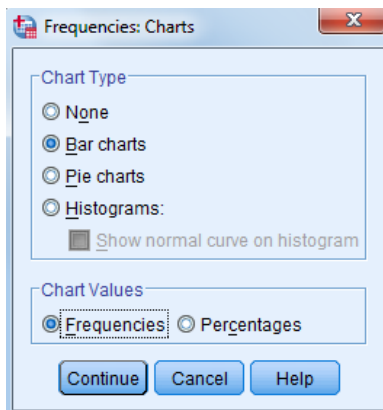 Frequencies: Charts
Chart Type
None
Bar charts
Pie charts
Histograms:
Show normal curve on histogram
Chart Values
Frequencies Percentages
Continue Cancel Help